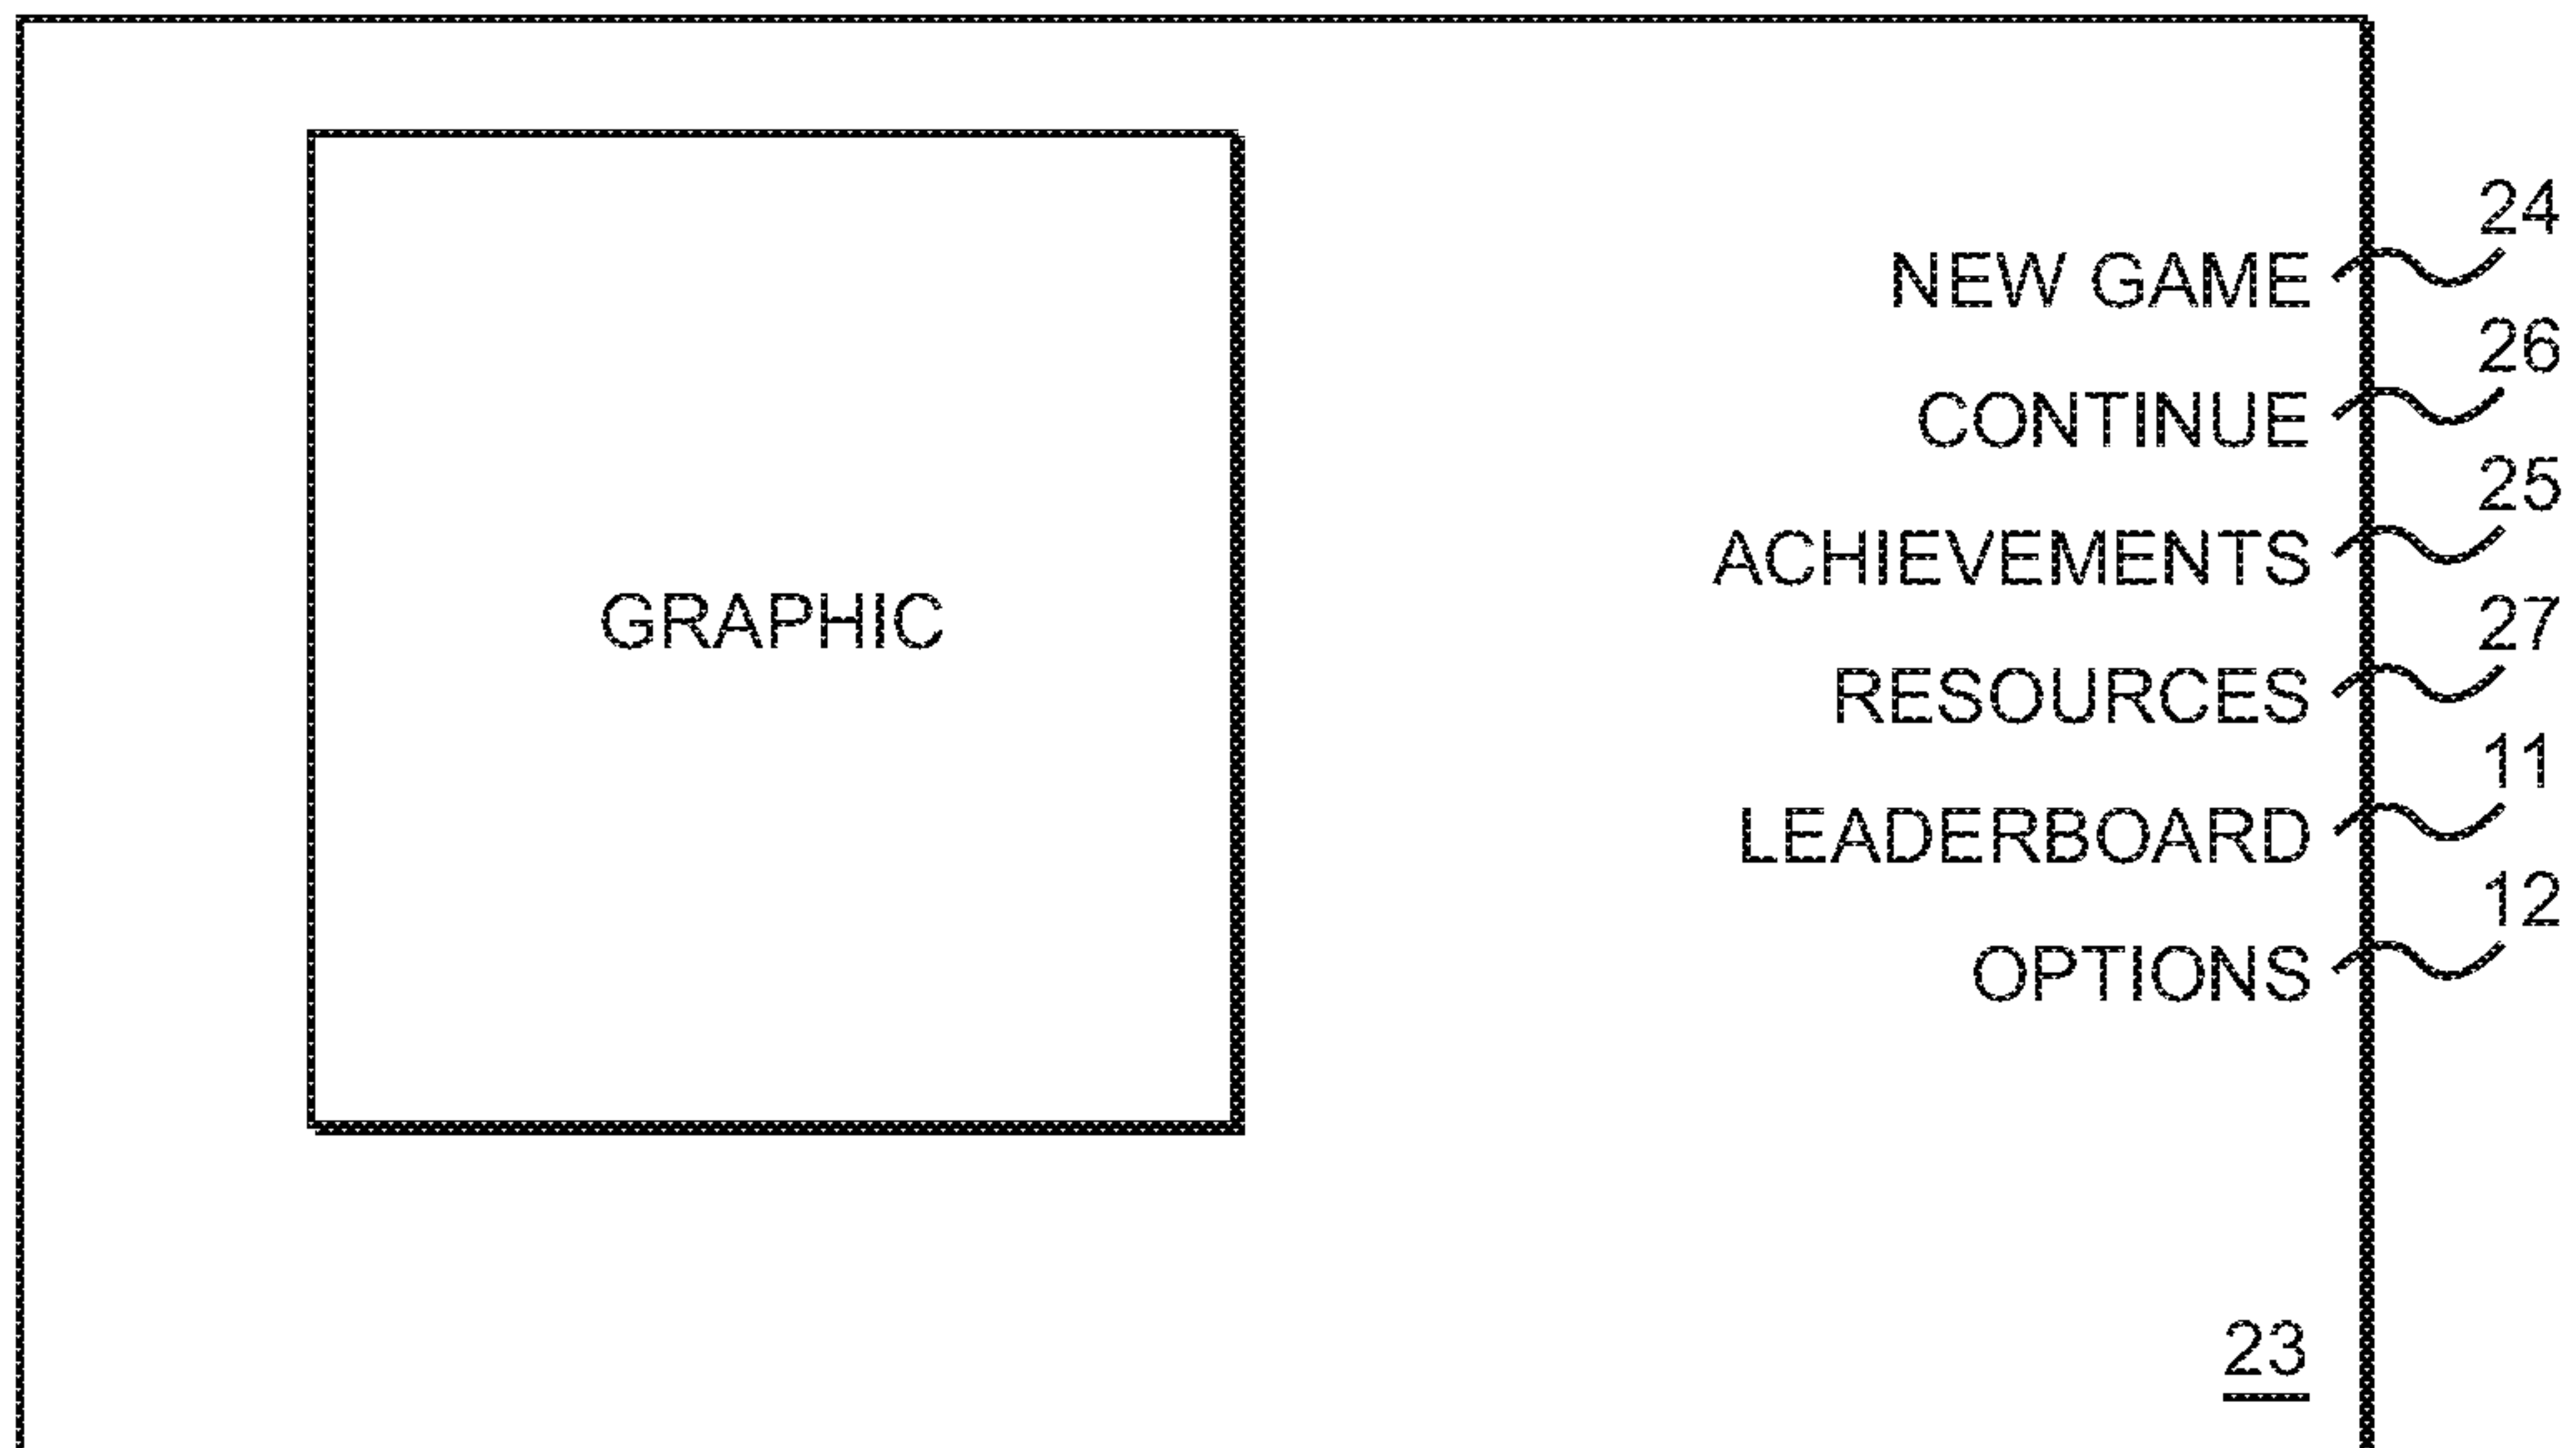 24
NEW GAME
26
CONTINUE
25
ACHIEVEMENTS
GRAPHIC
27
RESOURCES
11
LEADERBOARD
12
OPTIONS
23